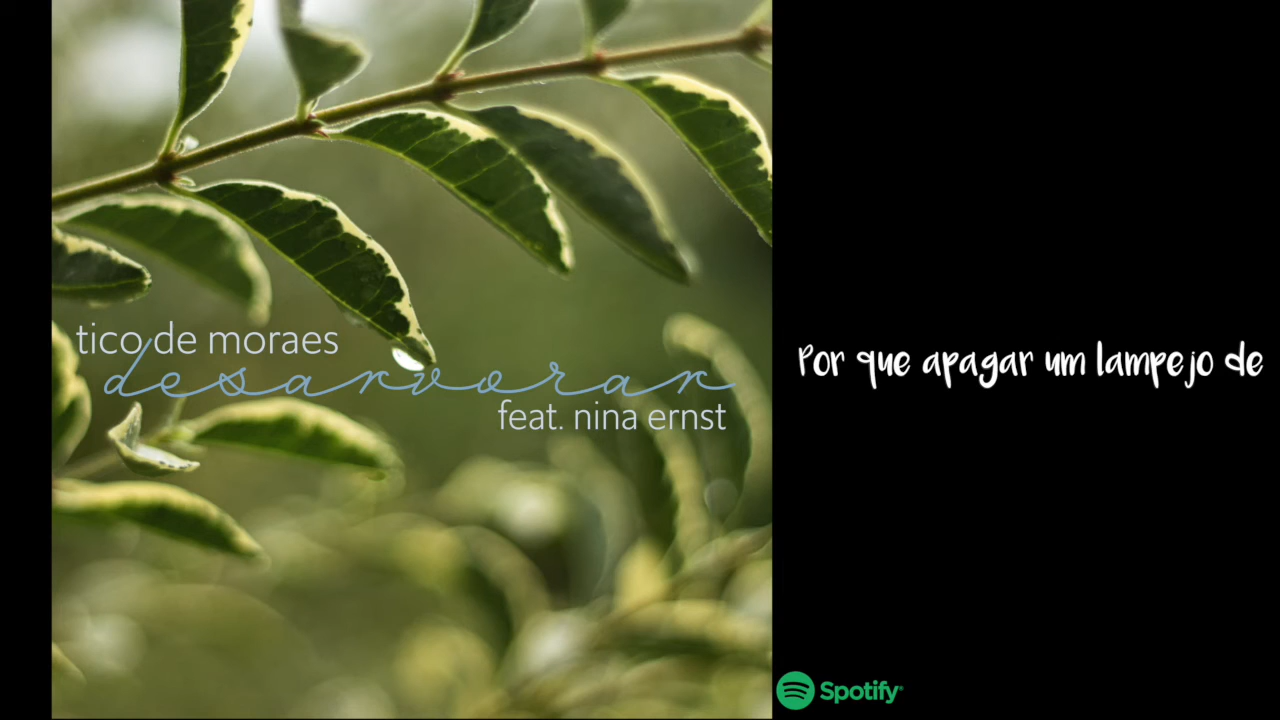 tico de moraes
desarvorar
feat. nina ernst
Por que apagar um lampejo de
Spotify